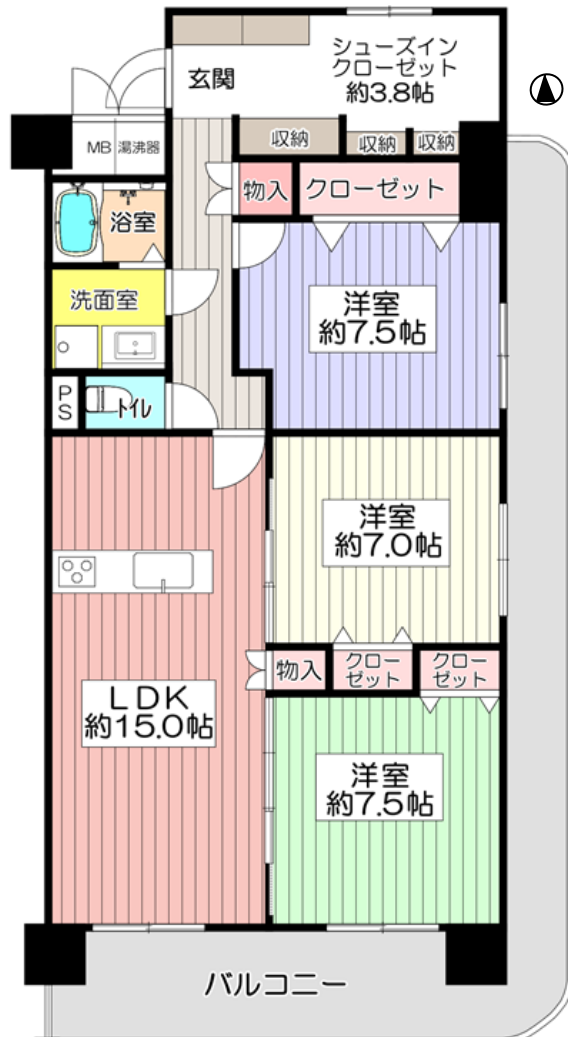 シューズイン
クローゼット
約3.8帖
玄関
収納
収納
収納
MB
湯沸器
物入
クローゼット
浴室
洗面室
洋室
約7.5帖
PS
トイレ
洋室
約7.0帖
物入
クロー
ゼット
クロー
ゼット
LDK
約15.0帖
洋室
約7.5帖
バルコニー